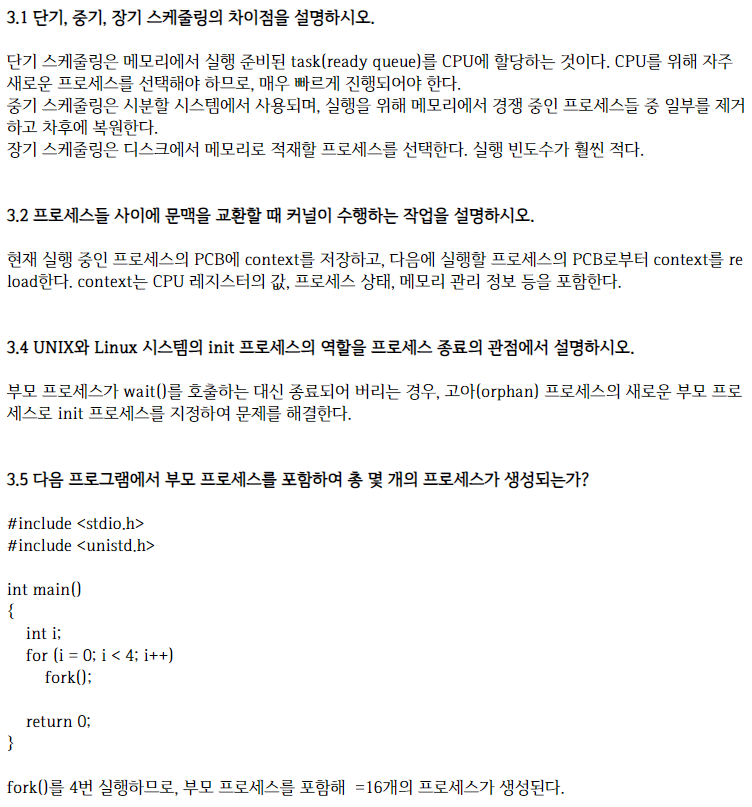 3.1 단기, 중기, 장기 스케줄링의 차이점을 설명하시오.
단기 스케줄링은 메모리에서 실행 준비된 task(ready queue)를 CPU에 할당하는 것이다. CPU를 위해 자주
새로운 프로세스를 선택해야 하므로, 매우 빠르게 진행되어야 한다.
중기 스케줄링은 시분할 시스템에서 사용되며, 실행을 위해 메모리에서 경쟁 중인 프로세스들 중 일부를 제거
하고 차후에 복원한다.
장기 스케줄링은 디스크에서 메모리로 적재할 프로세스를 선택한다. 실행 빈도수가 훨씬 적다.
3.2 프로세스들 사이에 문맥을 교환할 때 커널이 수행하는 작업을 설명하시오.
현재 실행 중인 프로세스의 PCB에 context를 저장하고, 다음에 실행할 프로세스의 PCB로부터 context를 re
load한다. context는 CPU 레지스터의 값, 프로세스 상태, 메모리 관리 정보 등을 포함한다.
3.4 UNIX와 Linux 시스템의 init 프로세스의 역할을 프로세스 종료의 관점에서 설명하시오.
부모 프로세스가 wait()를 호출하는 대신 종료되어 버리는 경우, 고아(orphan) 프로세스의 새로운 부모 프로
세스로 init 프로세스를 지정하여 문제를 해결한다.
3.5 다음 프로그램에서 부모 프로세스를 포함하여 총 몇 개의 프로세스가 생성되는가?
#include <stdio.h>
#include <unistd.h>
int main()
{
int i;
for (i = 0; i < 4; i++)
fork();
return 0;
}
fork()를 4번 실행하므로, 부모 프로세스를 포함해  =16개의 프로세스가 생성된다.